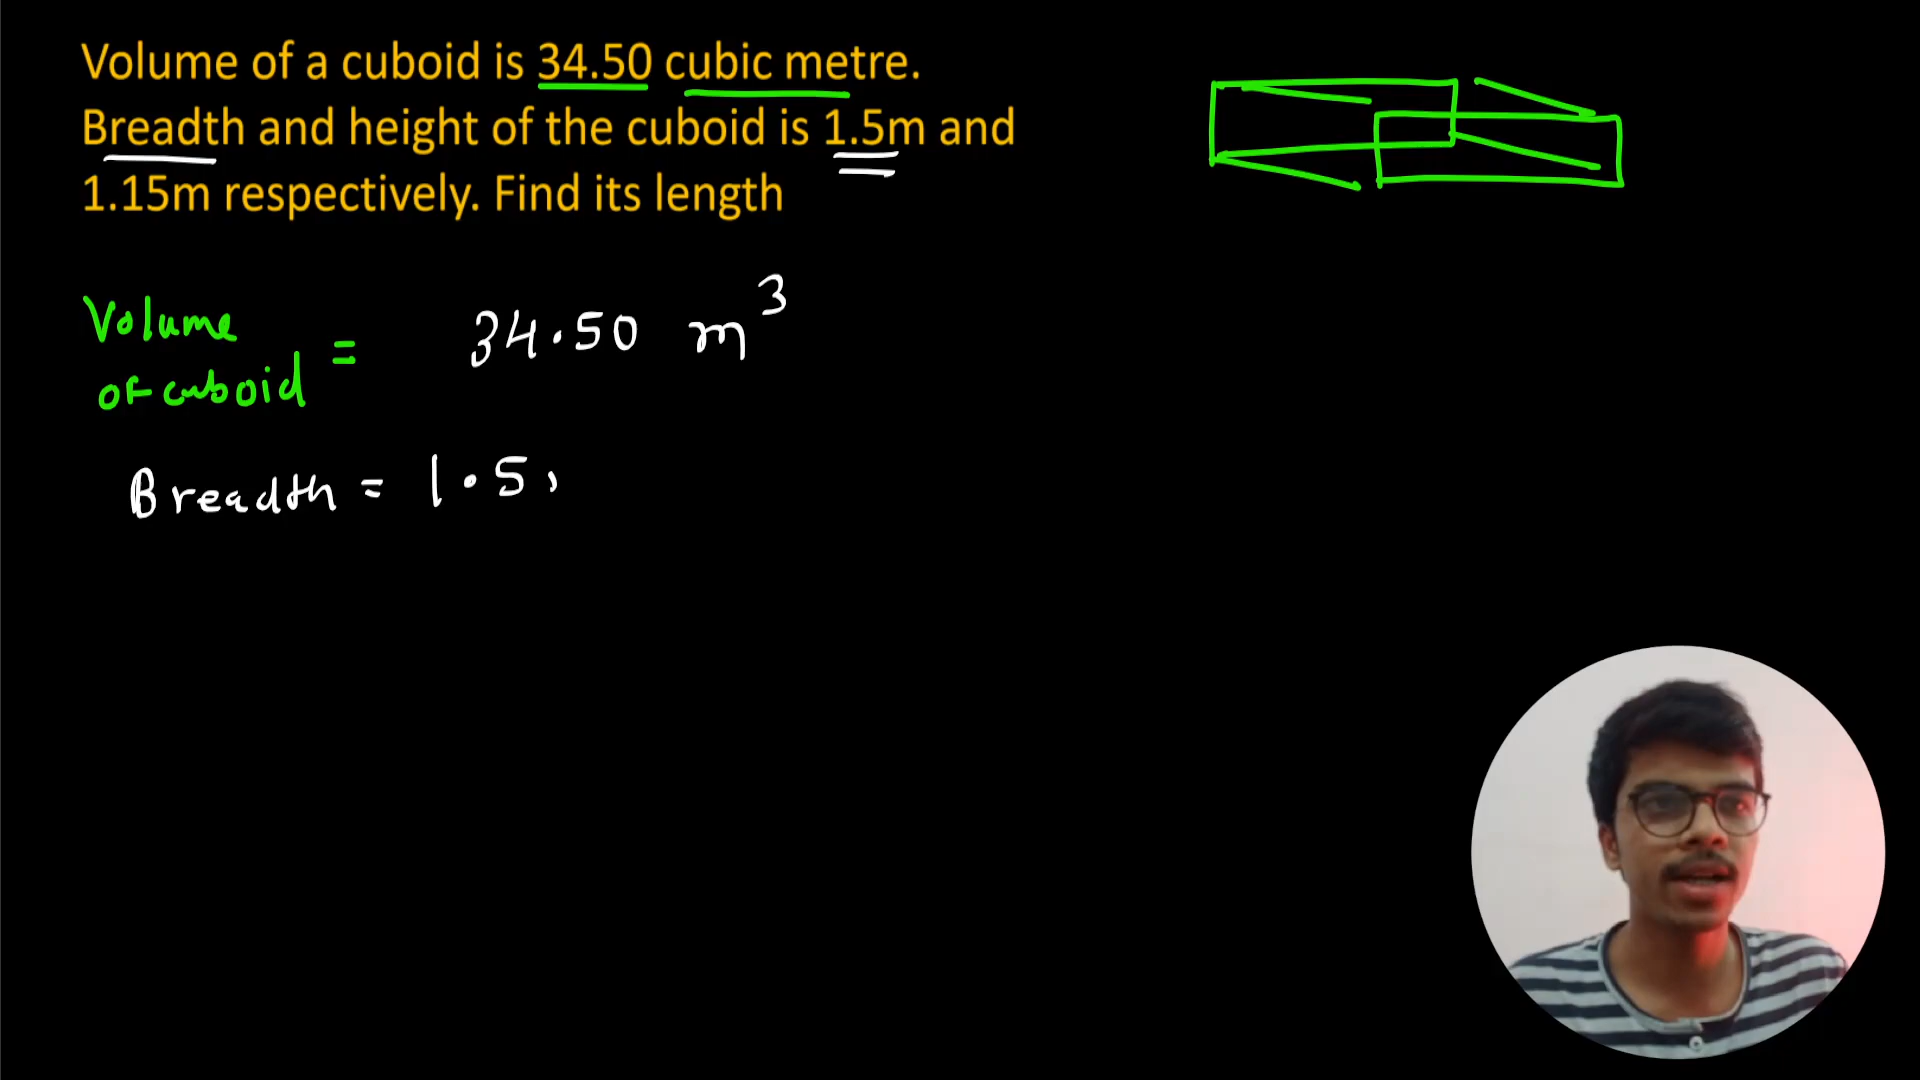 Volume of a cuboid is 34.50 cubic metre.
Breadth and height of the cuboid is 1.5m and
1.15m respectively. Find its length
Volume
of cuboid = 34.50 m³
Breadth = 1.5